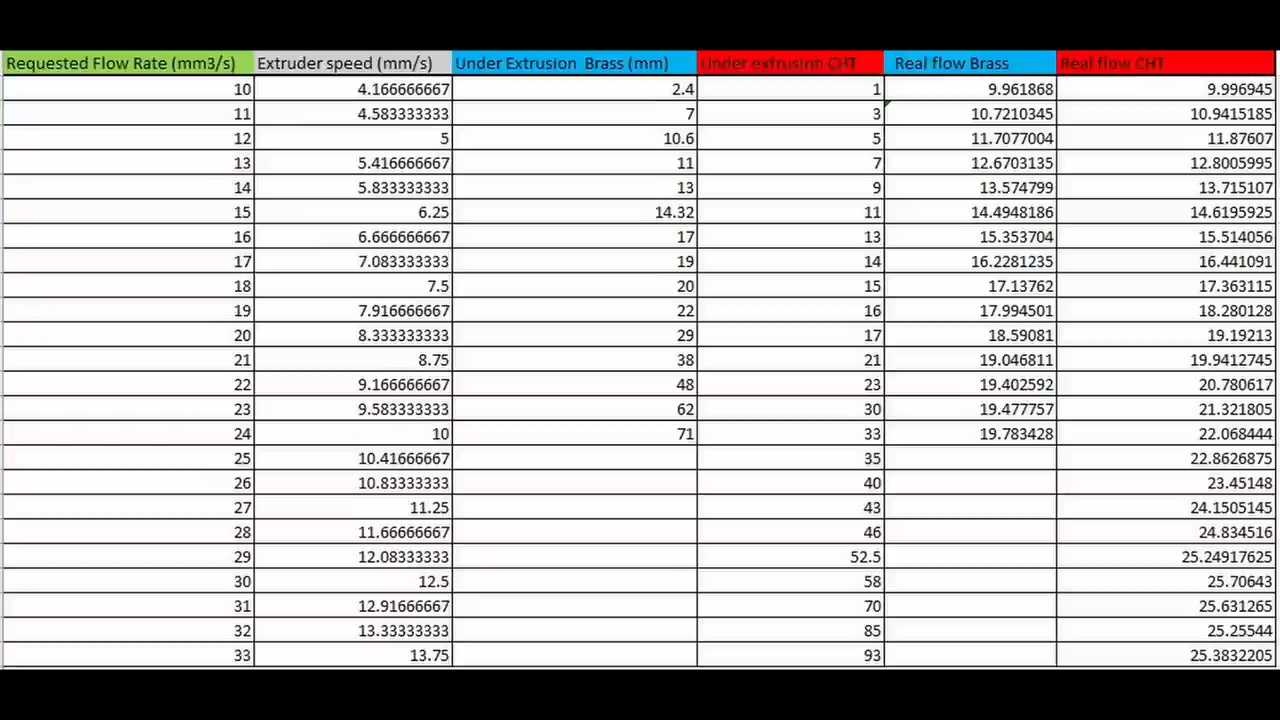 Requested Flow Rate (mm3/s) Extruder speed (mm/s) Under Extrusion Brass (mm) Under extrusion CHT Real flow Brass Real flow CHT
10 4.166666667 2.4 1 9.961868 9.996945
11 4.583333333 7 3 10.7210345 10.9415185
12 5 10.6 5 11.7077004 11.87607
13 5.416666667 11 7 12.6703135 12.8005995
14 5.833333333 13 9 13.574799 13.715107
15 6.25 14.32 11 14.4948186 14.6195925
16 6.666666667 17 13 15.353704 15.514056
17 7.083333333 19 14 16.2281235 16.441091
18 7.5 20 15 17.13762 17.363115
19 7.916666667 22 16 17.994501 18.280128
20 8.333333333 29 17 18.59081 19.19213
21 8.75 38 21 19.046811 19.9412745
22 9.166666667 48 23 19.402592 20.780617
23 9.583333333 62 30 19.477757 21.321805
24 10 71 33 19.783428 22.068444
25 10.41666667 35 22.8626875
26 10.83333333 40 23.45148
27 11.25 43 24.1505145
28 11.66666667 46 24.834516
29 12.08333333 52.5 25.24917625
30 12.5 58 25.70643
31 12.91666667 70 25.631265
32 13.33333333 85 25.25544
33 13.75 93 25.3832205